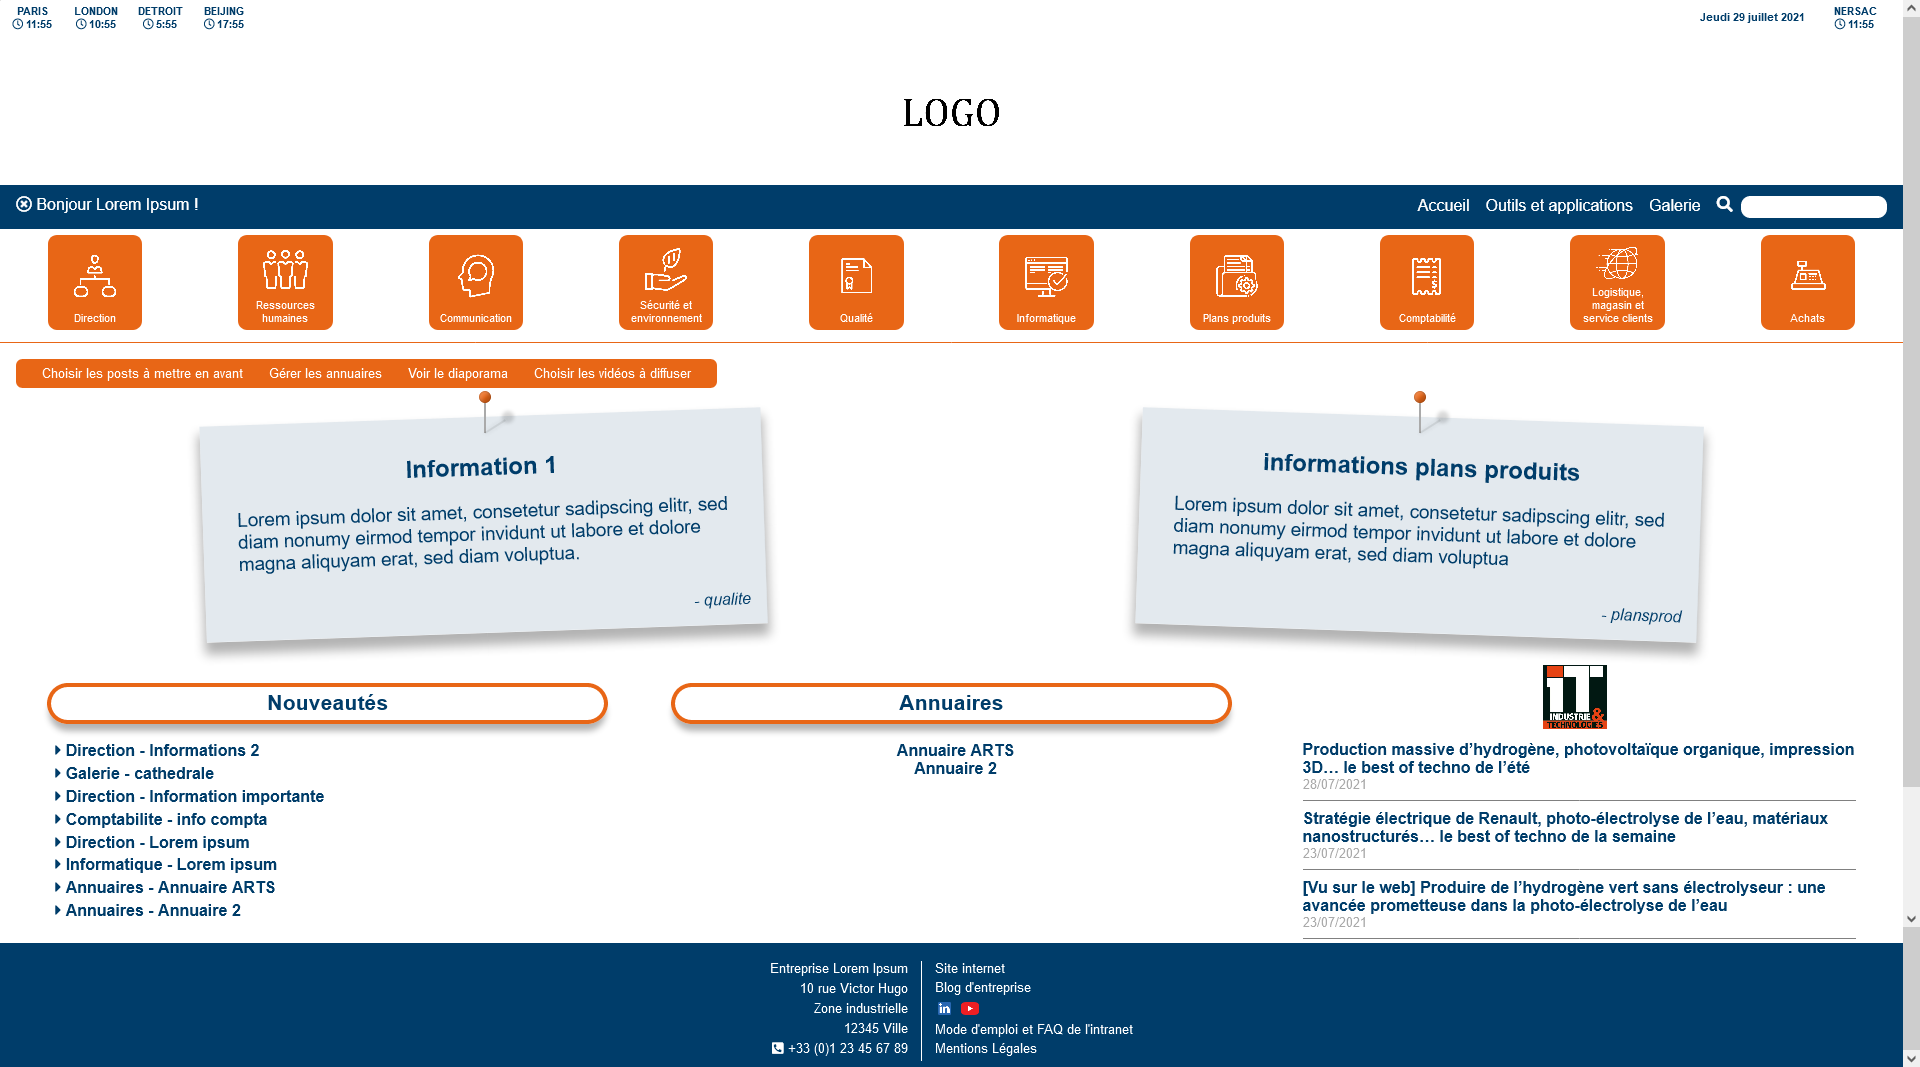 PARIS LONDON DETROIT BEIJING
11:55 10:55 5:55 17:55
Jeudi 29 juillet 2021
NERSAC
11:55
LOGO
Bonjour Lorem Ipsum !
Accueil Outils et applications Galerie
Direction
Ressources
humaines
Communication
Sécurité et
environnement
Qualité
Informatique
Plans produits
Comptabilité
Logistique,
magasin et
service clients
Achats
Choisir les posts à mettre en avant Gérer les annuaires Voir le diaporama Choisir les vidéos à diffuser
Information 1
Lorem ipsum dolor sit amet, consetetur sadipscing elitr, sed
diam nonumy eirmod tempor invidunt ut labore et dolore
magna aliquyam erat, sed diam voluptua.
- qualite
informations plans produits
Lorem ipsum dolor sit amet, consetetur sadipscing elitr, sed
diam nonumy eirmod tempor invidunt ut labore et dolore
magna aliquyam erat, sed diam voluptua
- plansprod
Nouveautés
Direction - Informations 2
Galerie - cathedrale
Direction - Information importante
Comptabilite - info compta
Direction - Lorem ipsum
Informatique - Lorem ipsum
Annuaires - Annuaire ARTS
Annuaires - Annuaire 2
Annuaires
Annuaire ARTS
Annuaire 2
iT
INDUSTRIE &
TECHNOLOGIES
Production massive d’hydrogène, photovoltaïque organique, impression
3D… le best of techno de l’été
28/07/2021
Stratégie électrique de Renault, photo-électrolyse de l’eau, matériaux
nanostructurés… le best of techno de la semaine
23/07/2021
[Vu sur le web] Produire de l’hydrogène vert sans électrolyseur : une
avancée prometteuse dans la photo-électrolyse de l’eau
23/07/2021
Entreprise Lorem Ipsum
10 rue Victor Hugo
Zone industrielle
12345 Ville
+33 (0)1 23 45 67 89
Site internet
Blog d'entreprise
in
Mode d'emploi et FAQ de l'intranet
Mentions Légales